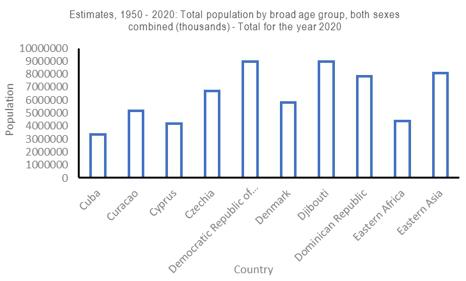 Estimates, 1950 - 2020: Total population by broad age group, both sexes
combined (thousands) - Total for the year 2020
Population
10000000
9000000
8000000
7000000
6000000
5000000
4000000
3000000
2000000
1000000
0
Cuba
Curacao
Cyprus
Czechia
Democratic Republic of...
Denmark
Djibouti
Dominican Republic
Eastern Africa
Eastern Asia
Country